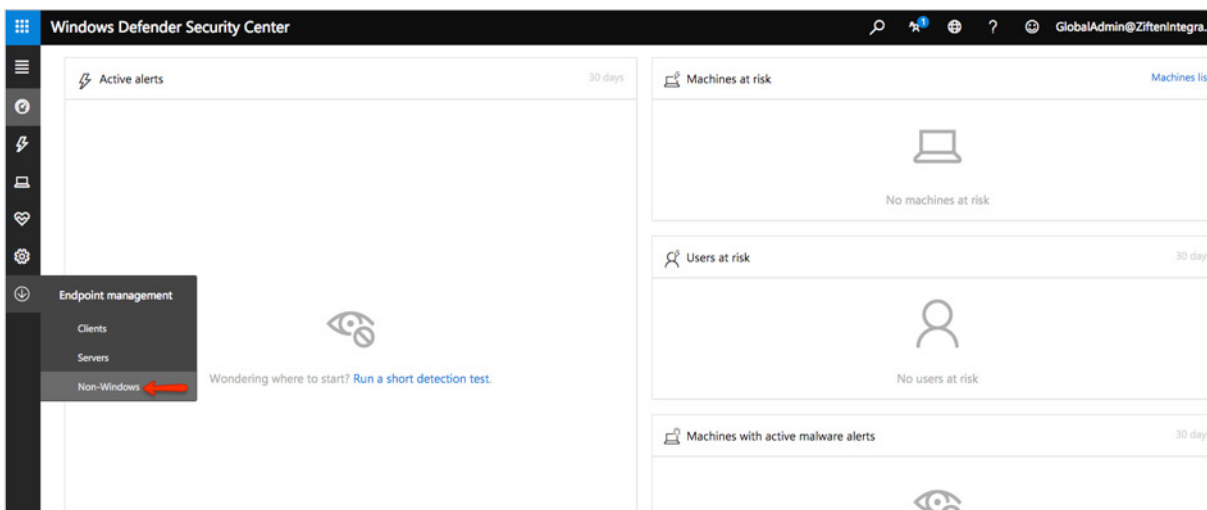 Windows Defender Security Center
1
?
GlobalAdmin@ZiftenIntegra.
Active alerts
30 days
Machines at risk
Machines lis
No machines at risk
Users at risk
30 day
Endpoint management
Clients
Servers
Non-Windows
Wondering where to start? Run a short detection test.
No users at risk
Machines with active malware alerts
30 day